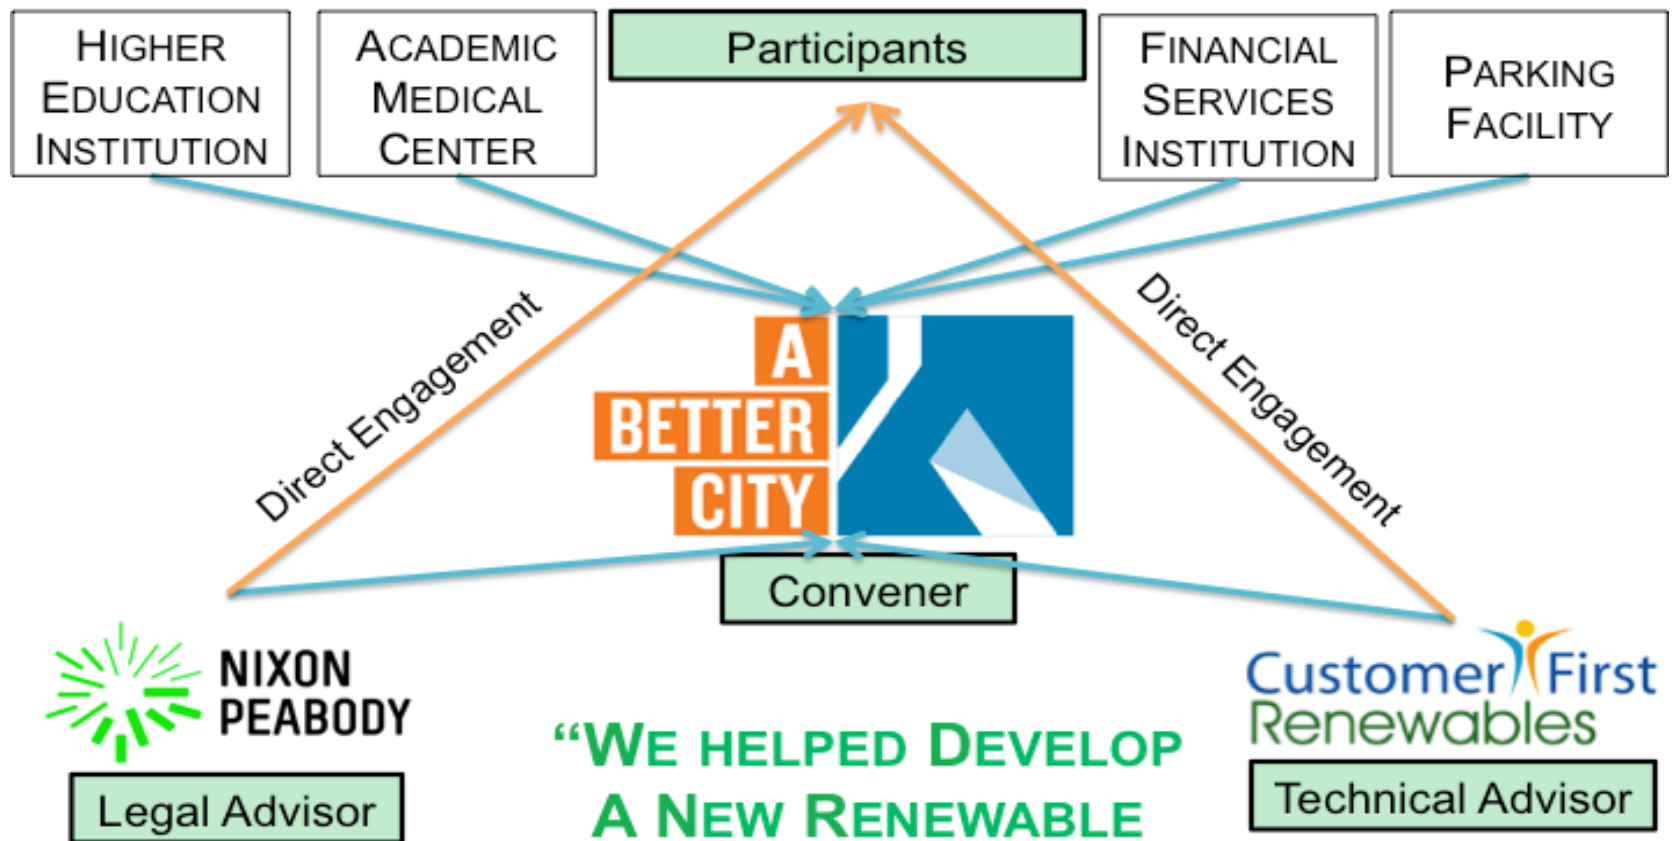 HIGHER
EDUCATION
INSTITUTION
ACADEMIC
MEDICAL
CENTER
Participants
FINANCIAL
SERVICES
INSTITUTION
PARKING
FACILITY
Direct Engagement
Direct Engagement
A
BETTER
CITY
Convener
NIXON
PEABODY
Legal Advisor
Customer First
Renewables
Technical Advisor
“WE HELPED DEVELOP
A NEW RENEWABLE